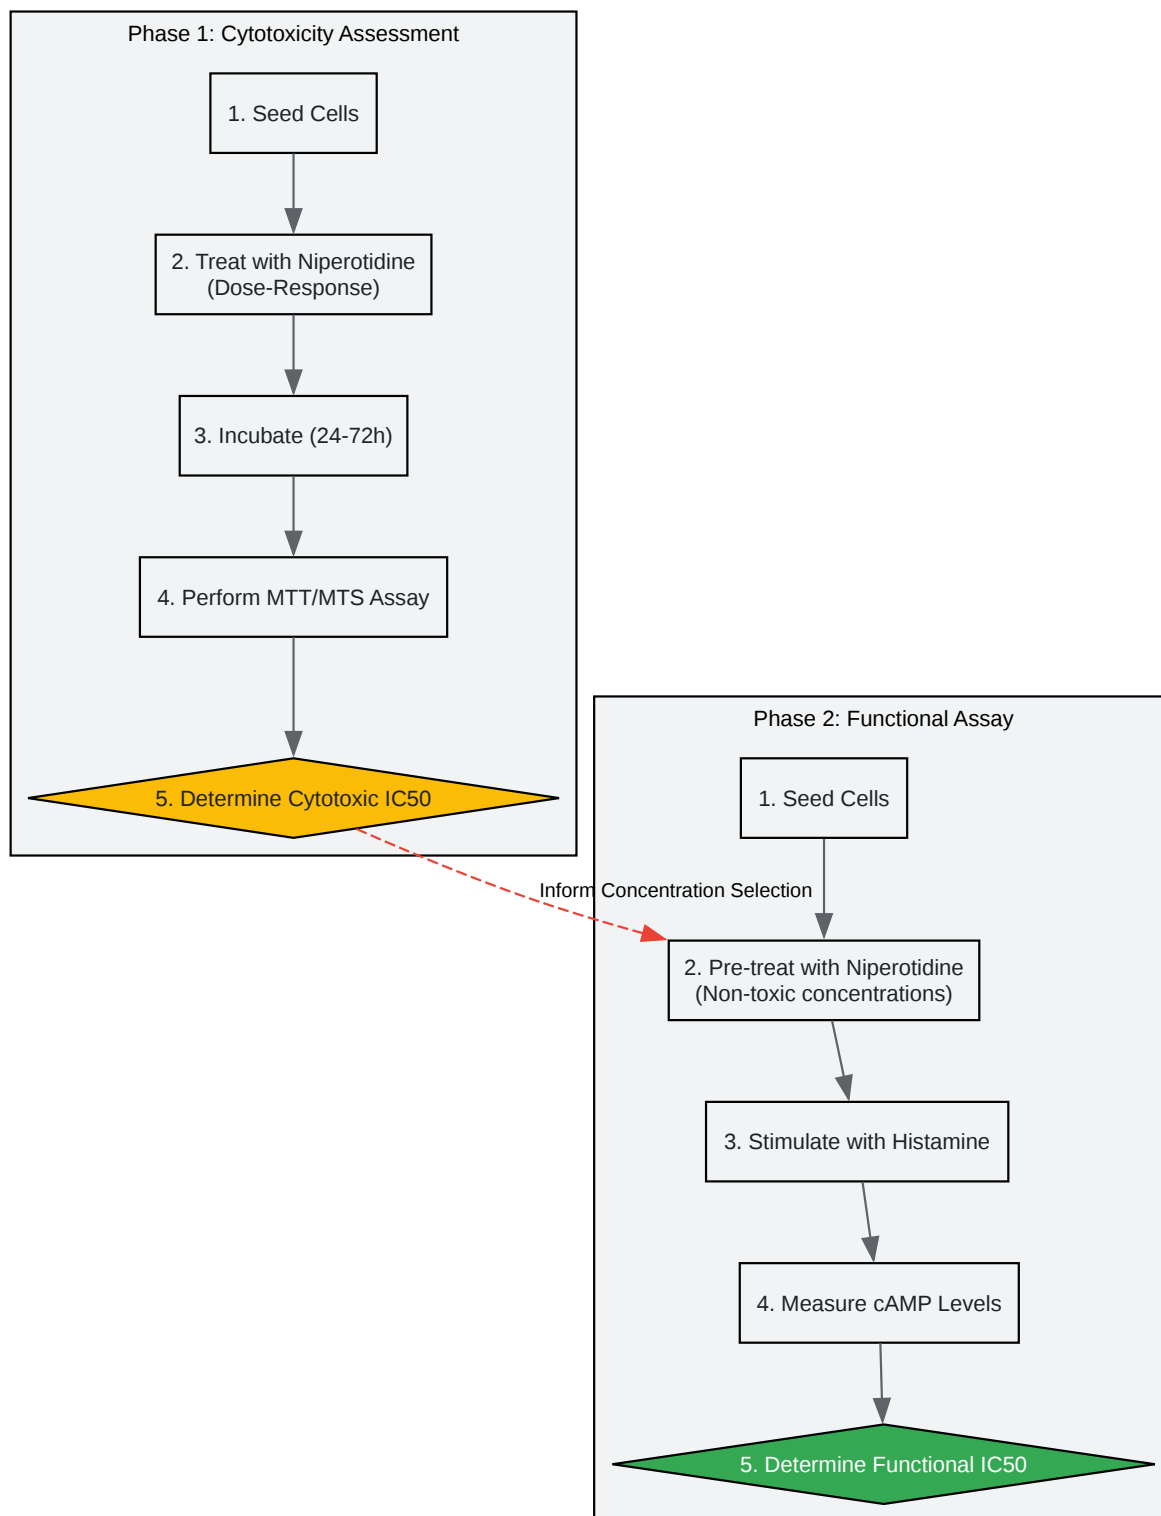 Phase 1: Cytotoxicity Assessment
1. Seed Cells
2. Treat with Niperotidine
(Dose-Response)
3. Incubate (24-72h)
4. Perform MTT/MTS Assay
5. Determine Cytotoxic IC50
Inform Concentration Selection
Phase 2: Functional Assay
1. Seed Cells
2. Pre-treat with Niperotidine
(Non-toxic concentrations)
3. Stimulate with Histamine
4. Measure cAMP Levels
5. Determine Functional IC50